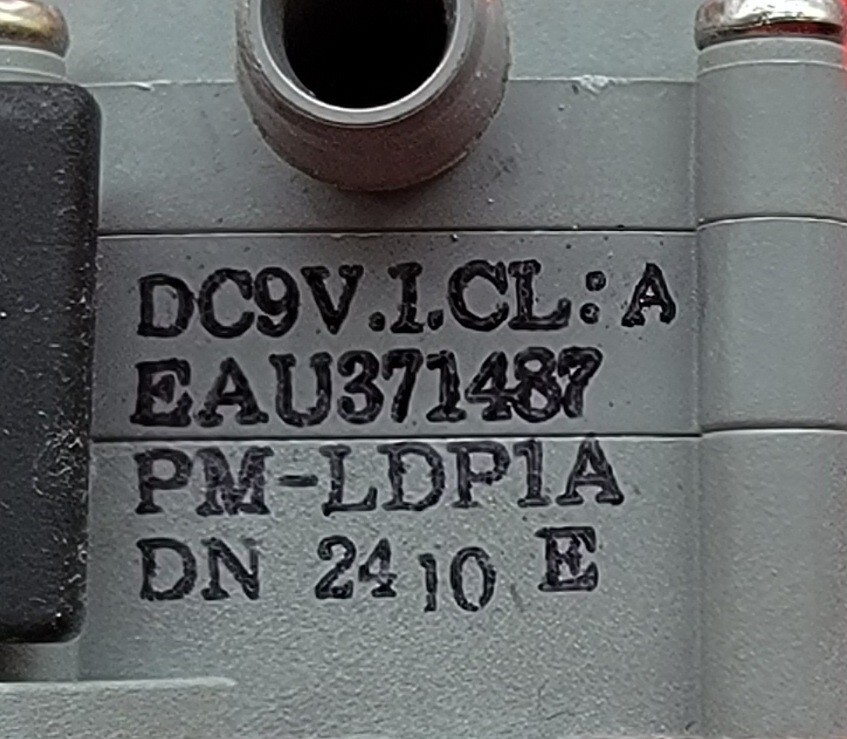 DC9V.I.CL:A
EAU371487
PM-LDP1A
DN 2410 E